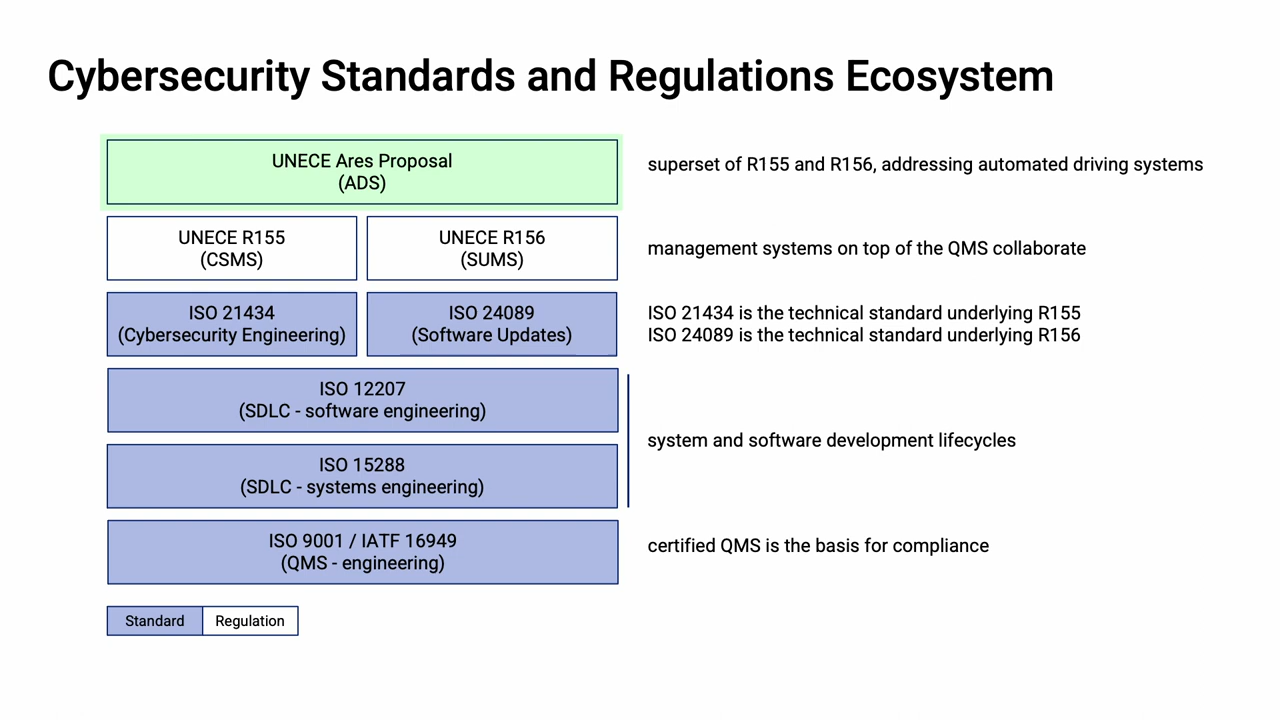 Cybersecurity Standards and Regulations Ecosystem
UNECE Ares Proposal
(ADS)
superset of R155 and R156, addressing automated driving systems
UNECE R155
(CSMS)
UNECE R156
(SUMS)
management systems on top of the QMS collaborate
ISO 21434
(Cybersecurity Engineering)
ISO 24089
(Software Updates)
ISO 21434 is the technical standard underlying R155
ISO 24089 is the technical standard underlying R156
ISO 12207
(SDLC - software engineering)
ISO 15288
(SDLC - systems engineering)
system and software development lifecycles
ISO 9001 / IATF 16949
(QMS - engineering)
certified QMS is the basis for compliance
Standard
Regulation